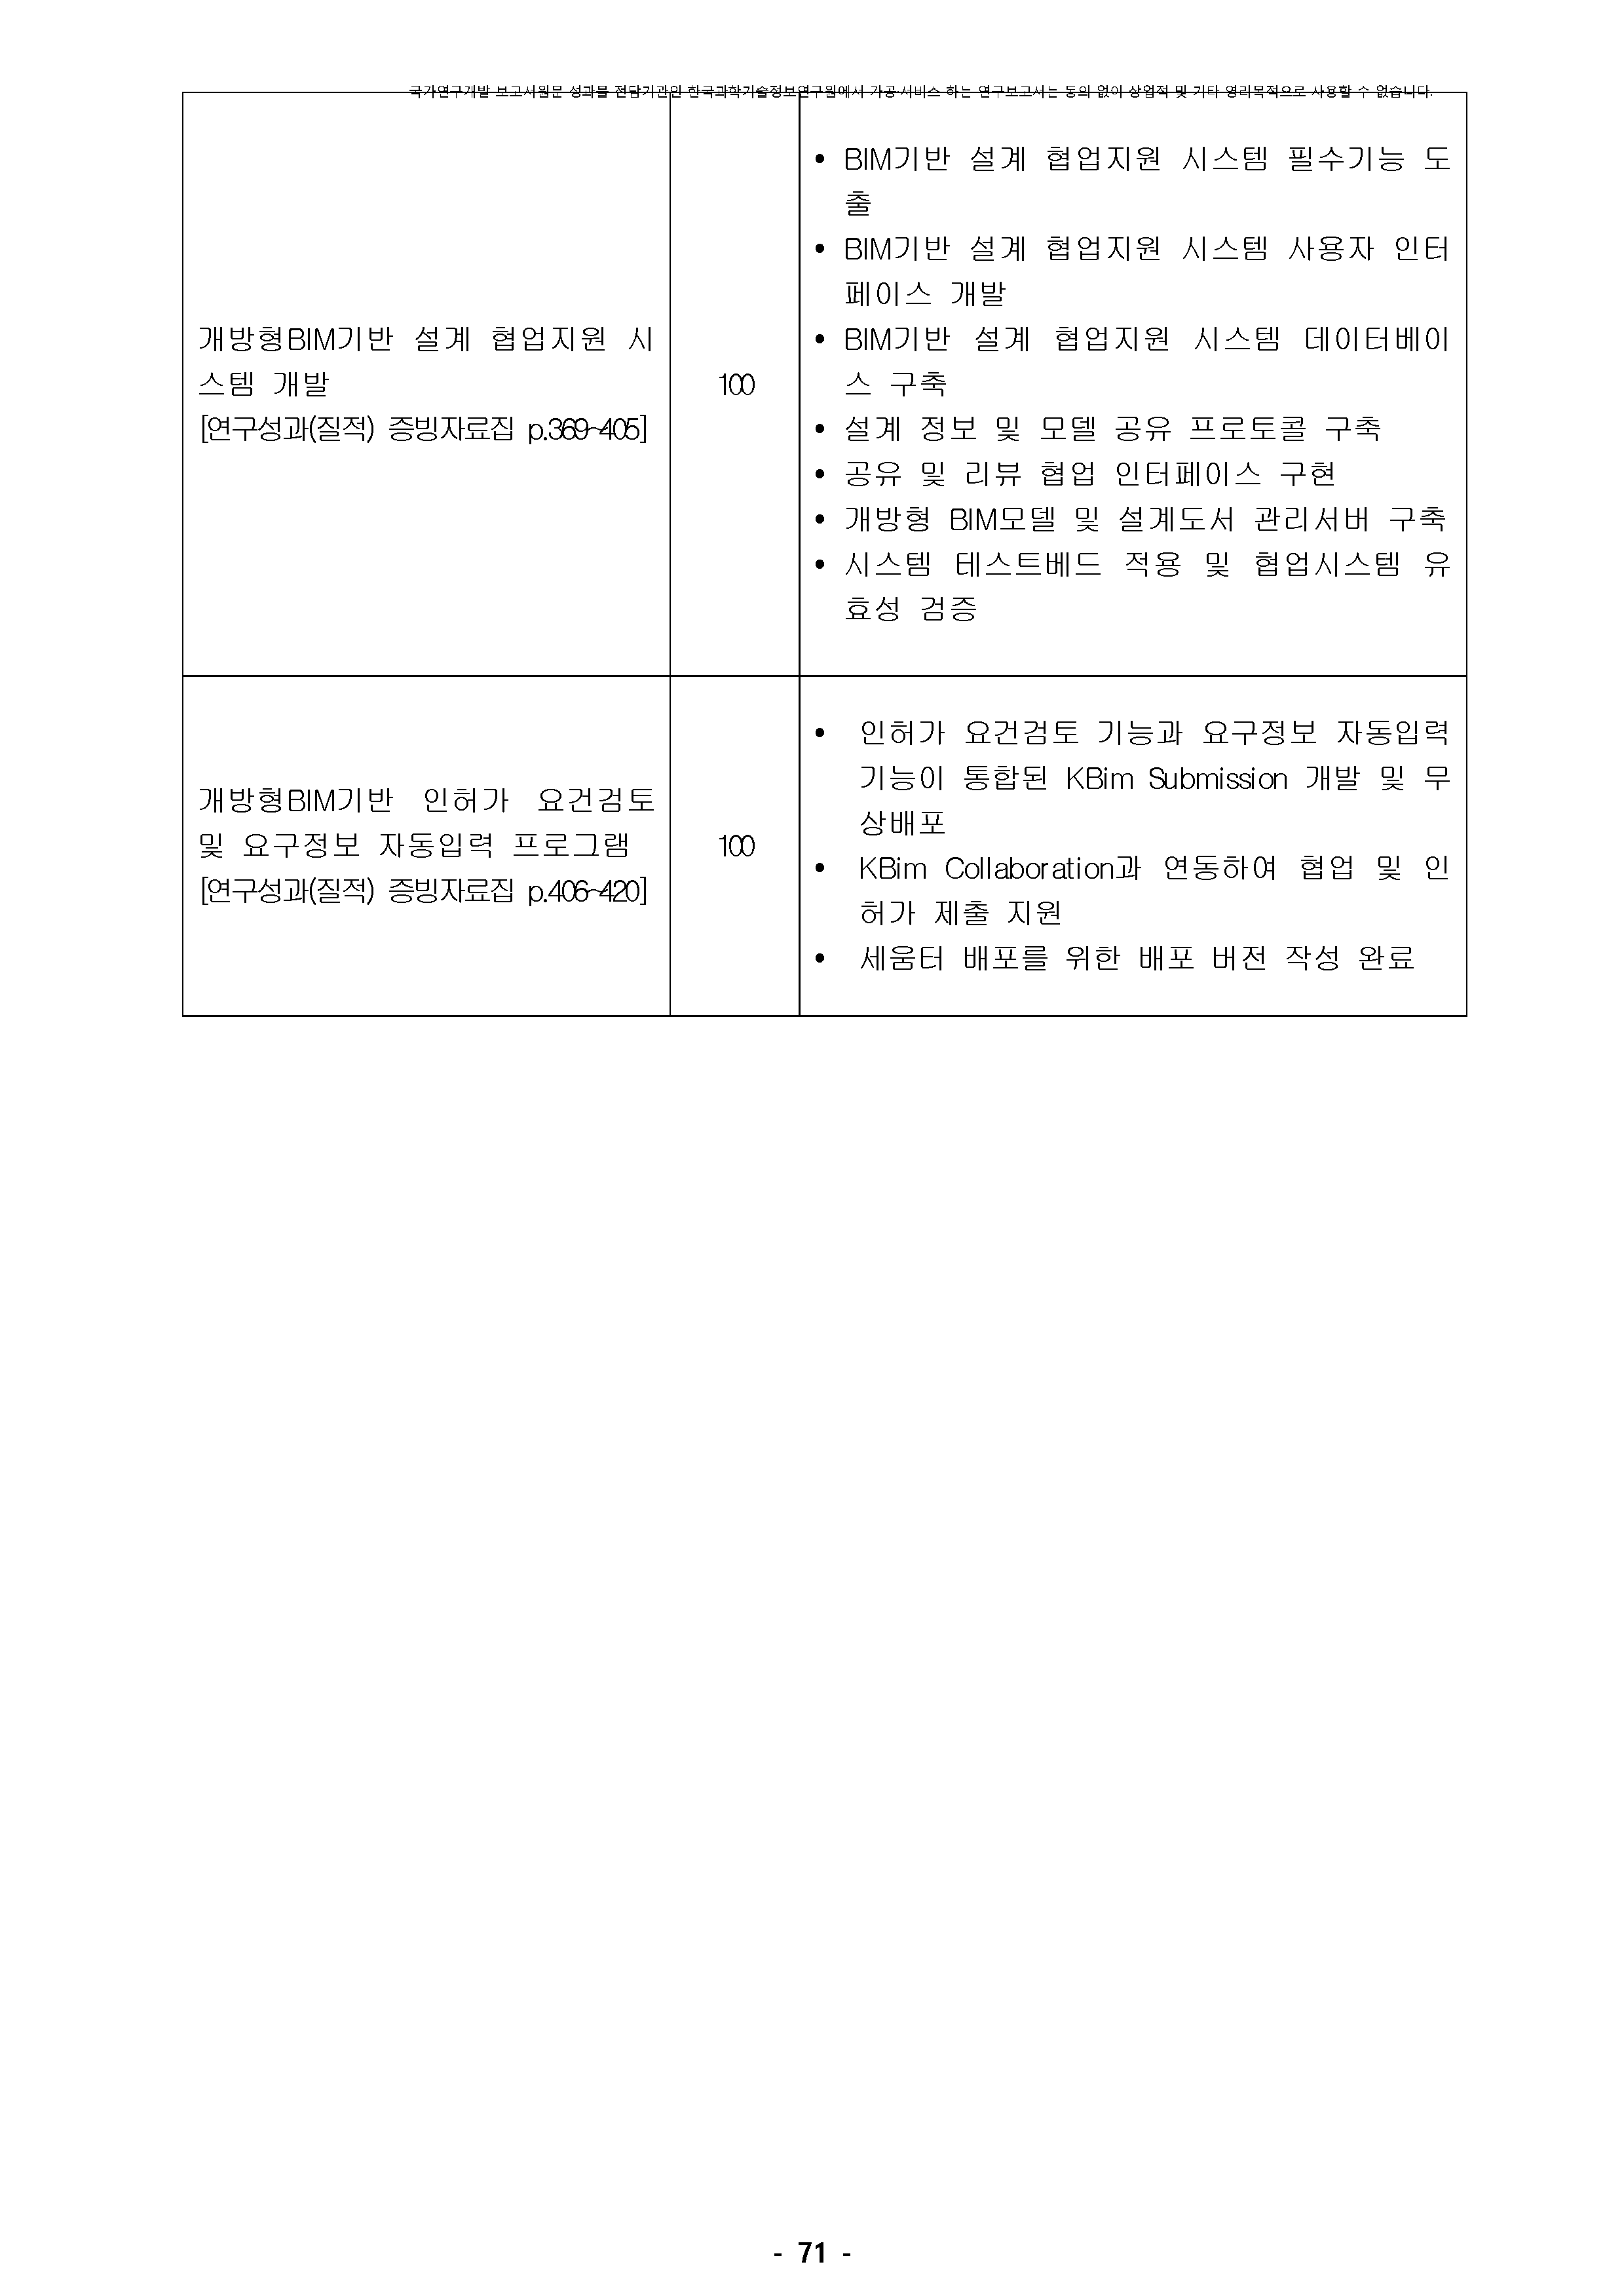 국가연구개발 보고서원문 성과물 전담기관인 한국과학기술정보연구원에서 가공·서비스 하는 연구보고서는 동의 없이 상업적 및 기타 영리목적으로 사용할 수 없습니다.
개방형BIM기반 설계 협업지원 시
스템 개발
[연구성과(질적) 증빙자료집 p.369~405]
100
• BIM기반 설계 협업지원 시스템 필수기능 도
출
• BIM기반 설계 협업지원 시스템 사용자 인터
페이스 개발
• BIM기반 설계 협업지원 시스템 데이터베이
스 구축
• 설계 정보 및 모델 공유 프로토콜 구축
• 공유 및 리뷰 협업 인터페이스 구현
• 개방형 BIM모델 및 설계도서 관리서버 구축
• 시스템 테스트베드 적용 및 협업시스템 유
효성 검증
개방형BIM기반 인허가 요건검토
및 요구정보 자동입력 프로그램
[연구성과(질적) 증빙자료집 p.406~420]
100
• 인허가 요건검토 기능과 요구정보 자동입력
기능이 통합된 KBim Submission 개발 및 무
상배포
• KBim Collaboration과 연동하여 협업 및 인
허가 제출 지원
• 세움터 배포를 위한 배포 버전 작성 완료
- 71 -